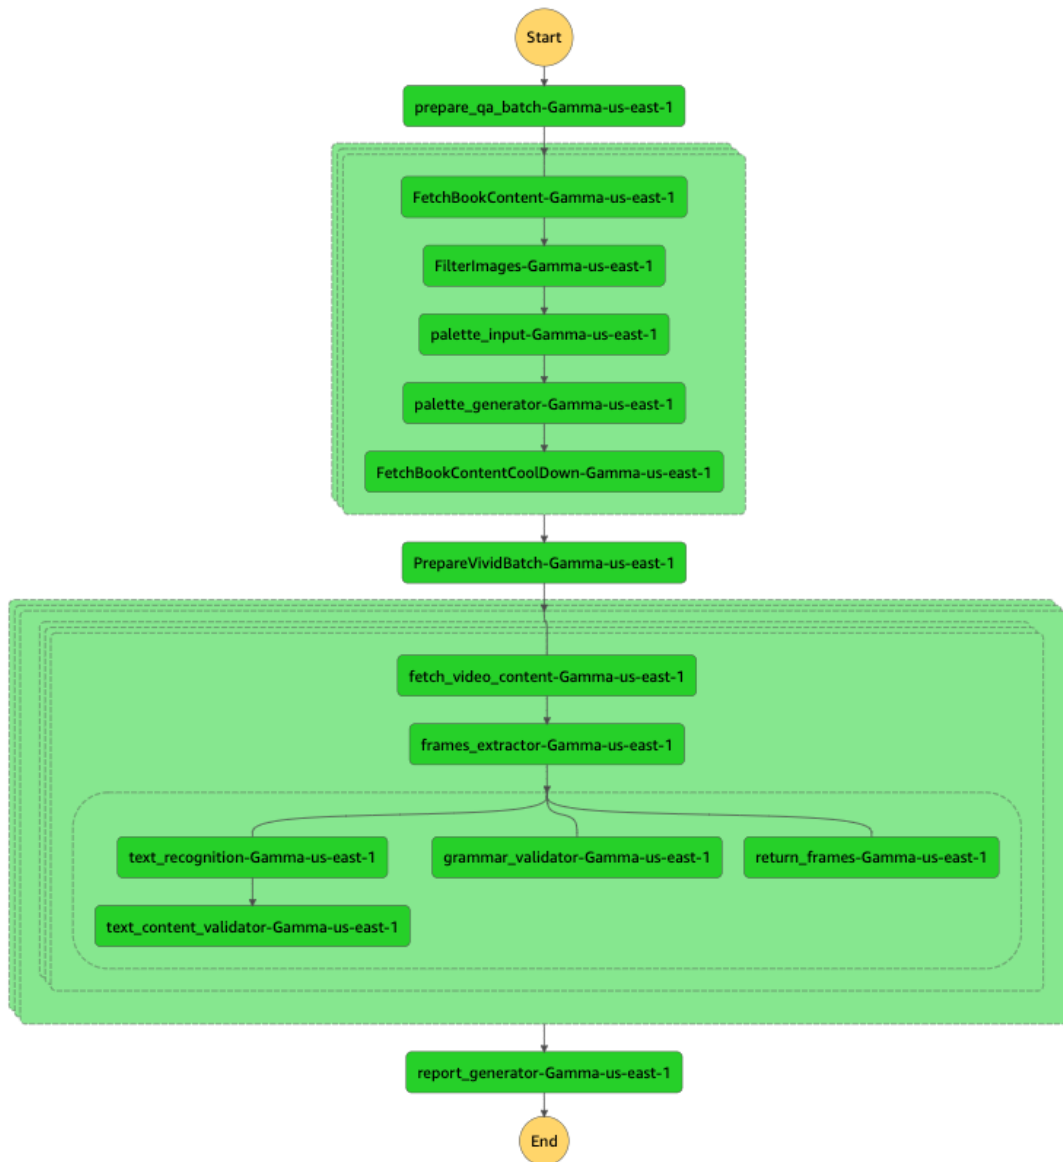 Start
prepare_qa_batch-Gamma-us-east-1
FetchBookContent-Gamma-us-east-1
FilterImages-Gamma-us-east-1
palette_input-Gamma-us-east-1
palette_generator-Gamma-us-east-1
FetchBookContentCoolDown-Gamma-us-east-1
PrepareVividBatch-Gamma-us-east-1
fetch_video_content-Gamma-us-east-1
frames_extractor-Gamma-us-east-1
text_recognition-Gamma-us-east-1
grammar_validator-Gamma-us-east-1
return_frames-Gamma-us-east-1
text_content_validator-Gamma-us-east-1
report_generator-Gamma-us-east-1
End